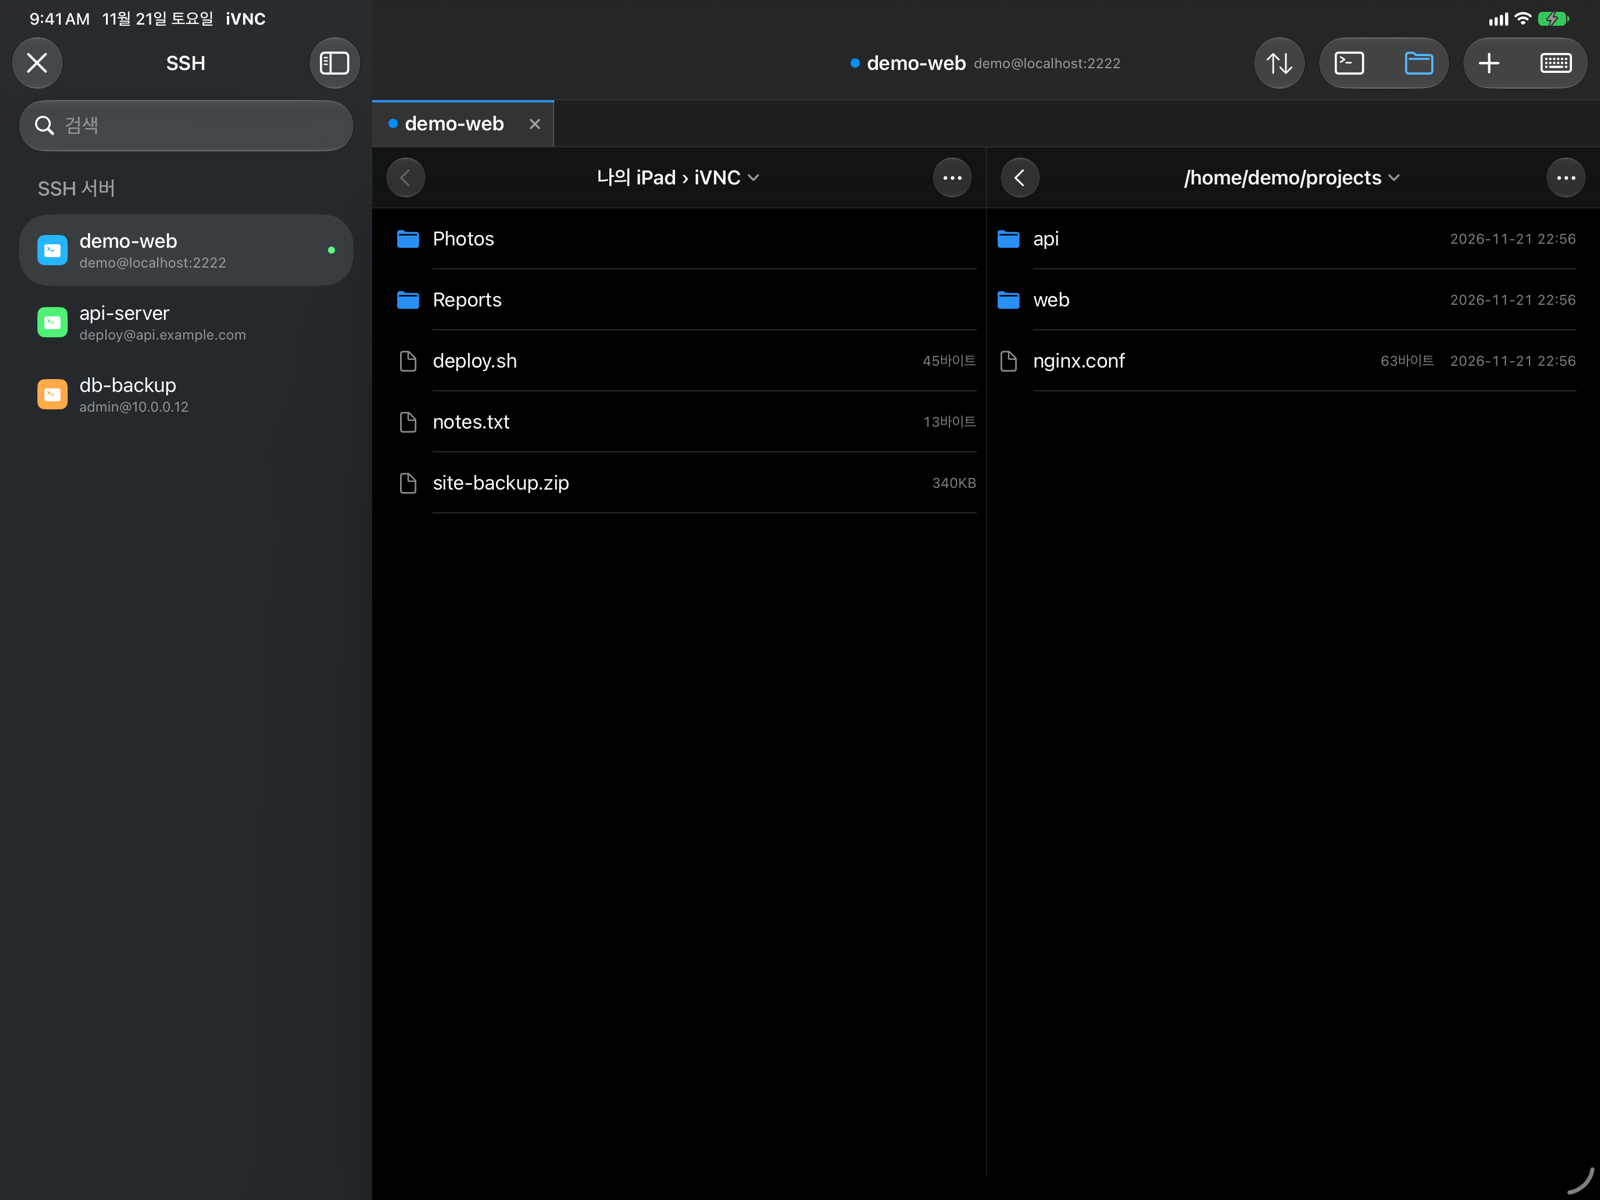 9:41 AM 11월 21일 토요일 iVNC
SSH
검색
SSH 서버
demo-web
demo@localhost:2222
api-server
deploy@api.example.com
db-backup
admin@10.0.0.12
demo-web demo@localhost:2222
demo-web
나의 iPad › iVNC
Photos
Reports
deploy.sh 45바이트
notes.txt 13바이트
site-backup.zip 340KB
/home/demo/projects
api 2026-11-21 22:56
web 2026-11-21 22:56
nginx.conf 63바이트 2026-11-21 22:56